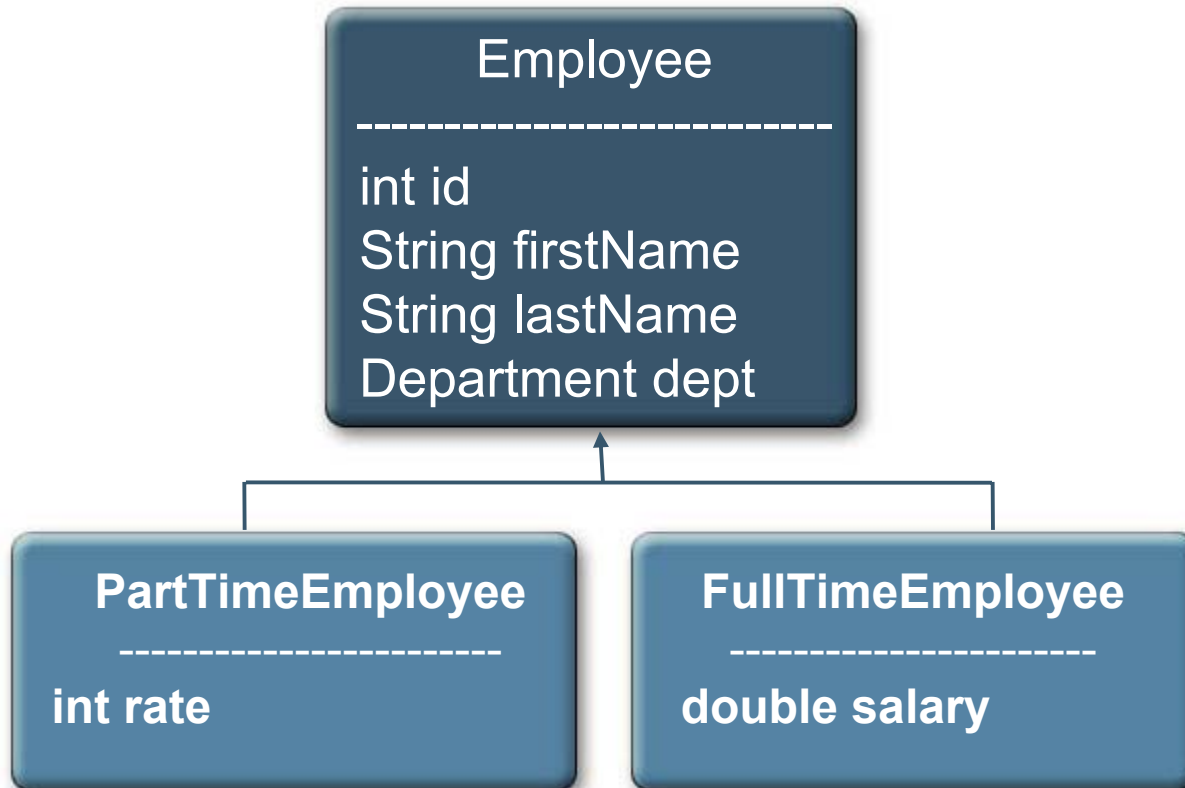 Employee
---------------------------
int id
String firstName
String lastName
Department dept
PartTimeEmployee
------------------------
int rate
FullTimeEmployee
-----------------------
double salary